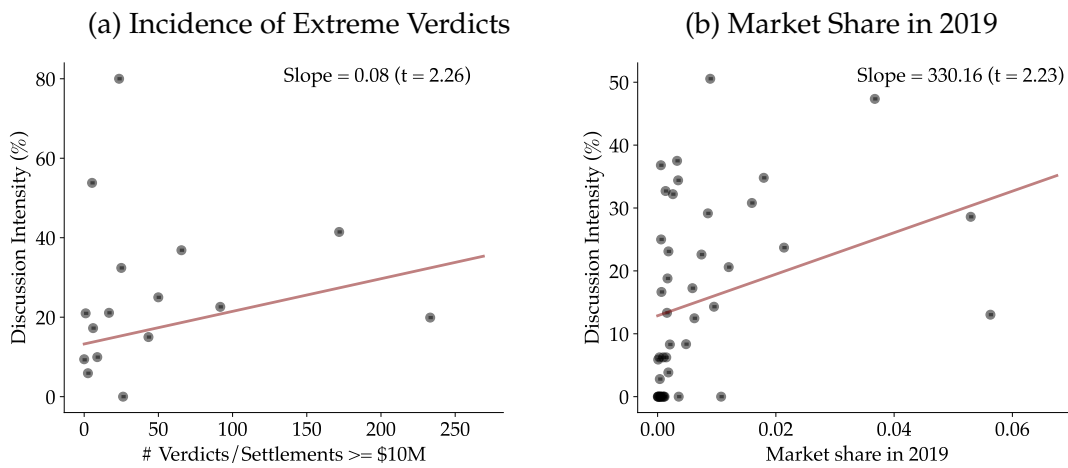 (a) Incidence of Extreme Verdicts
Slope = 0.08 (t = 2.26)
80
60
40
20
0
Discussion Intensity (%)
0 50 100 150 200 250
# Verdicts/Settlements >= $10M
(b) Market Share in 2019
Slope = 330.16 (t = 2.23)
50
40
30
20
10
0
Discussion Intensity (%)
0.00 0.02 0.04 0.06
Market share in 2019